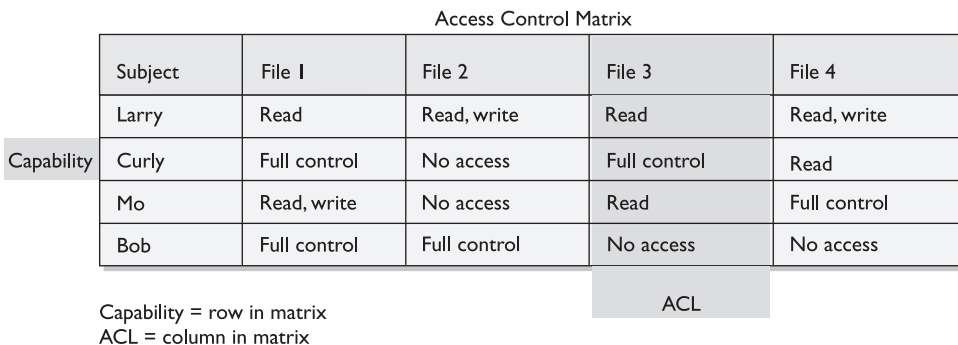 Access Control Matrix
Subject File 1 File 2 File 3 File 4
Larry Read Read, write Read Read, write
Capability Curly Full control No access Full control Read
Mo Read, write No access Read Full control
Bob Full control Full control No access No access
ACL
Capability = row in matrix
ACL = column in matrix